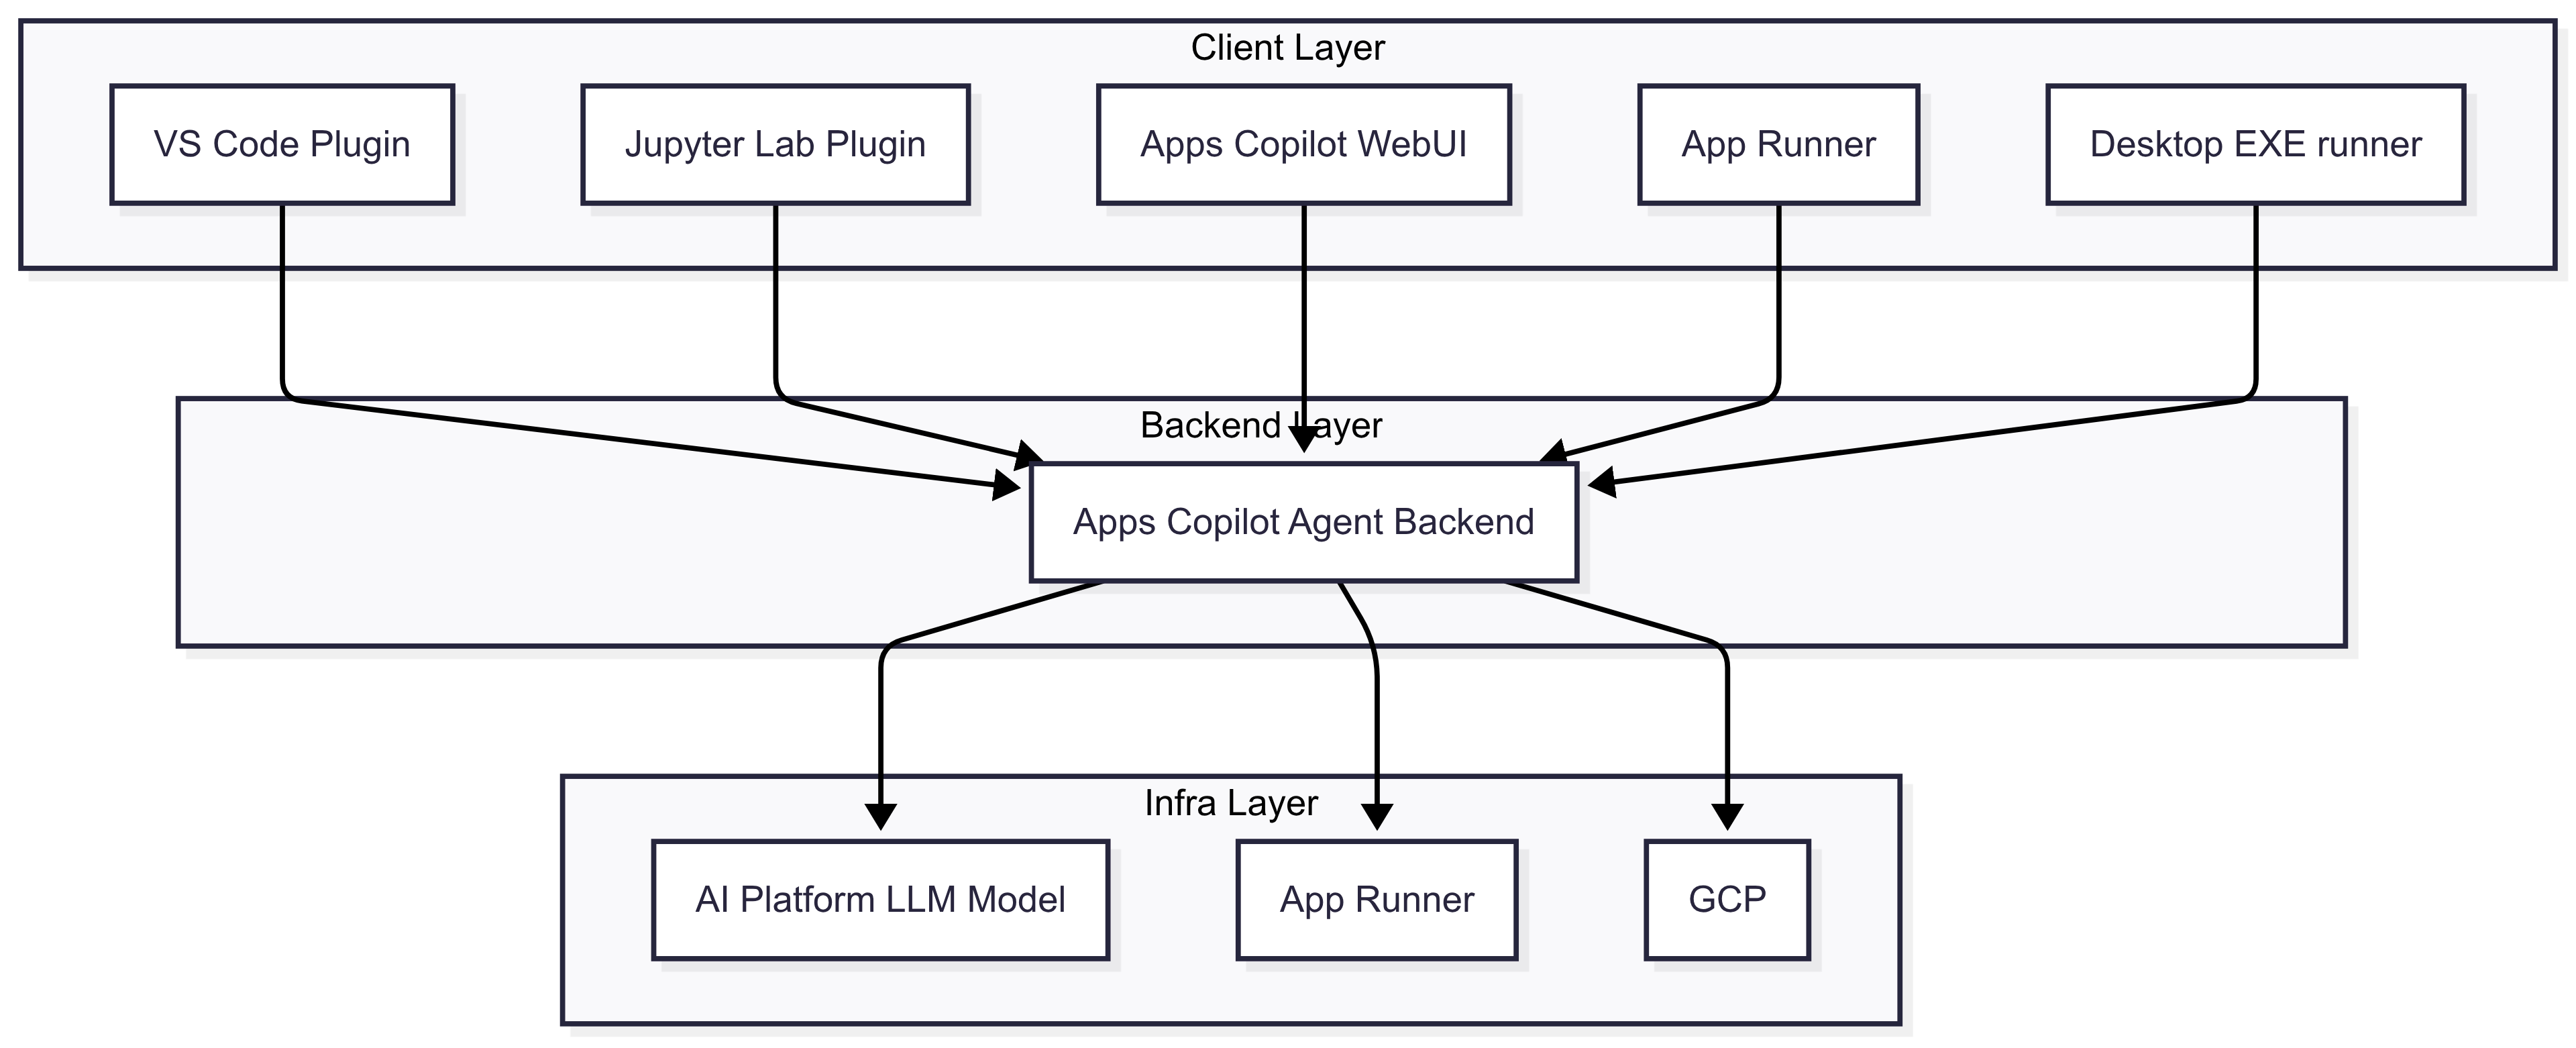 Client Layer
VS Code Plugin
Jupyter Lab Plugin
Apps Copilot WebUI
App Runner
Desktop EXE runner
Backend Layer
Apps Copilot Agent Backend
Infra Layer
AI Platform LLM Model
App Runner
GCP